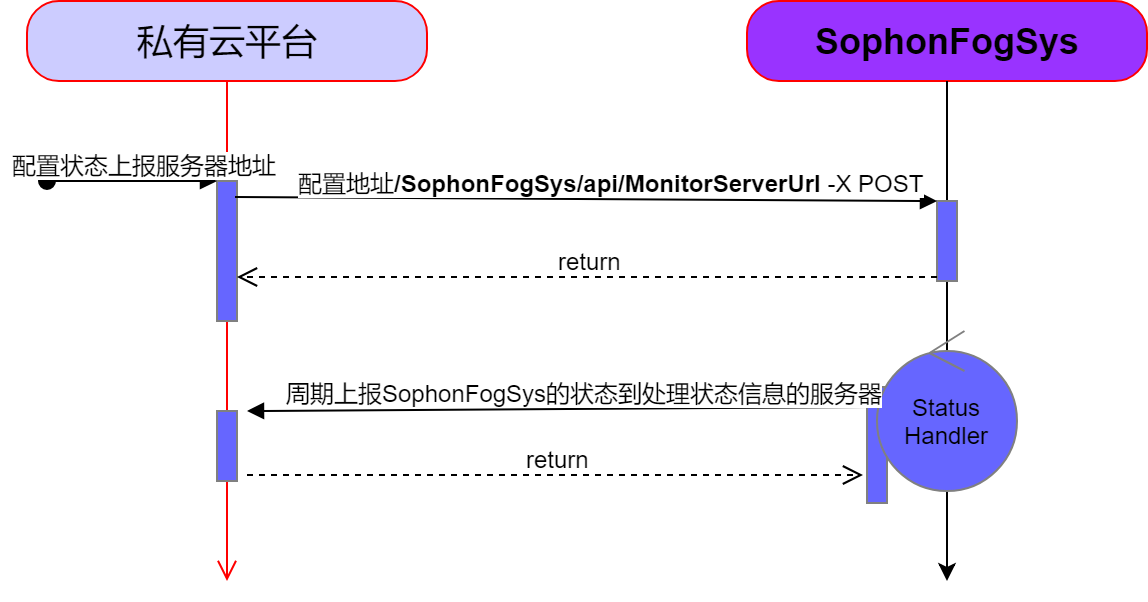 私有云平台
SophonFogSys
配置状态上报服务器地址
配置地址/SophonFogSys/api/MonitorServerUrl -X POST
return
周期上报SophonFogSys的状态到处理状态信息的服务器
Status
Handler
return